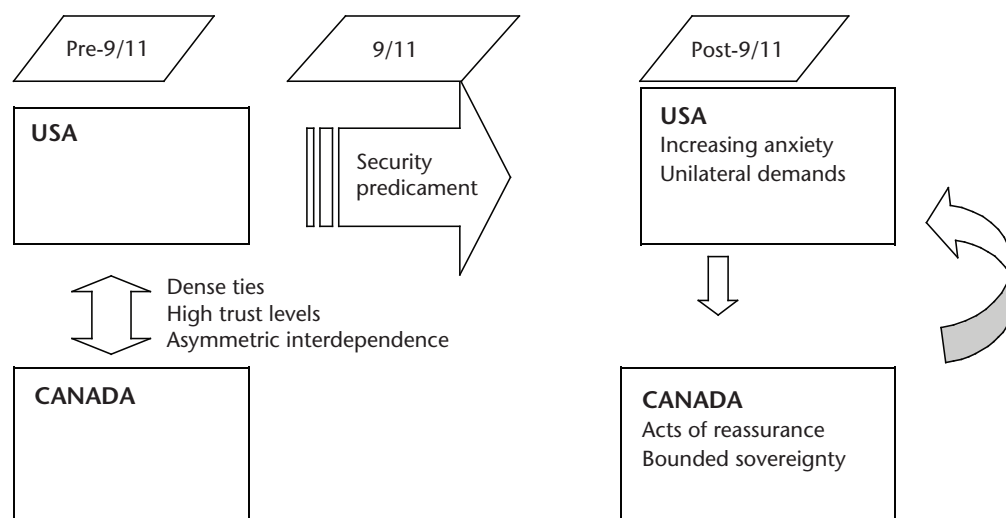 Pre-9/11
9/11
Post-9/11
USA
Security
predicament
USA
Increasing anxiety
Unilateral demands
Dense ties
High trust levels
Asymmetric interdependence
CANADA
CANADA
Acts of reassurance
Bounded sovereignty